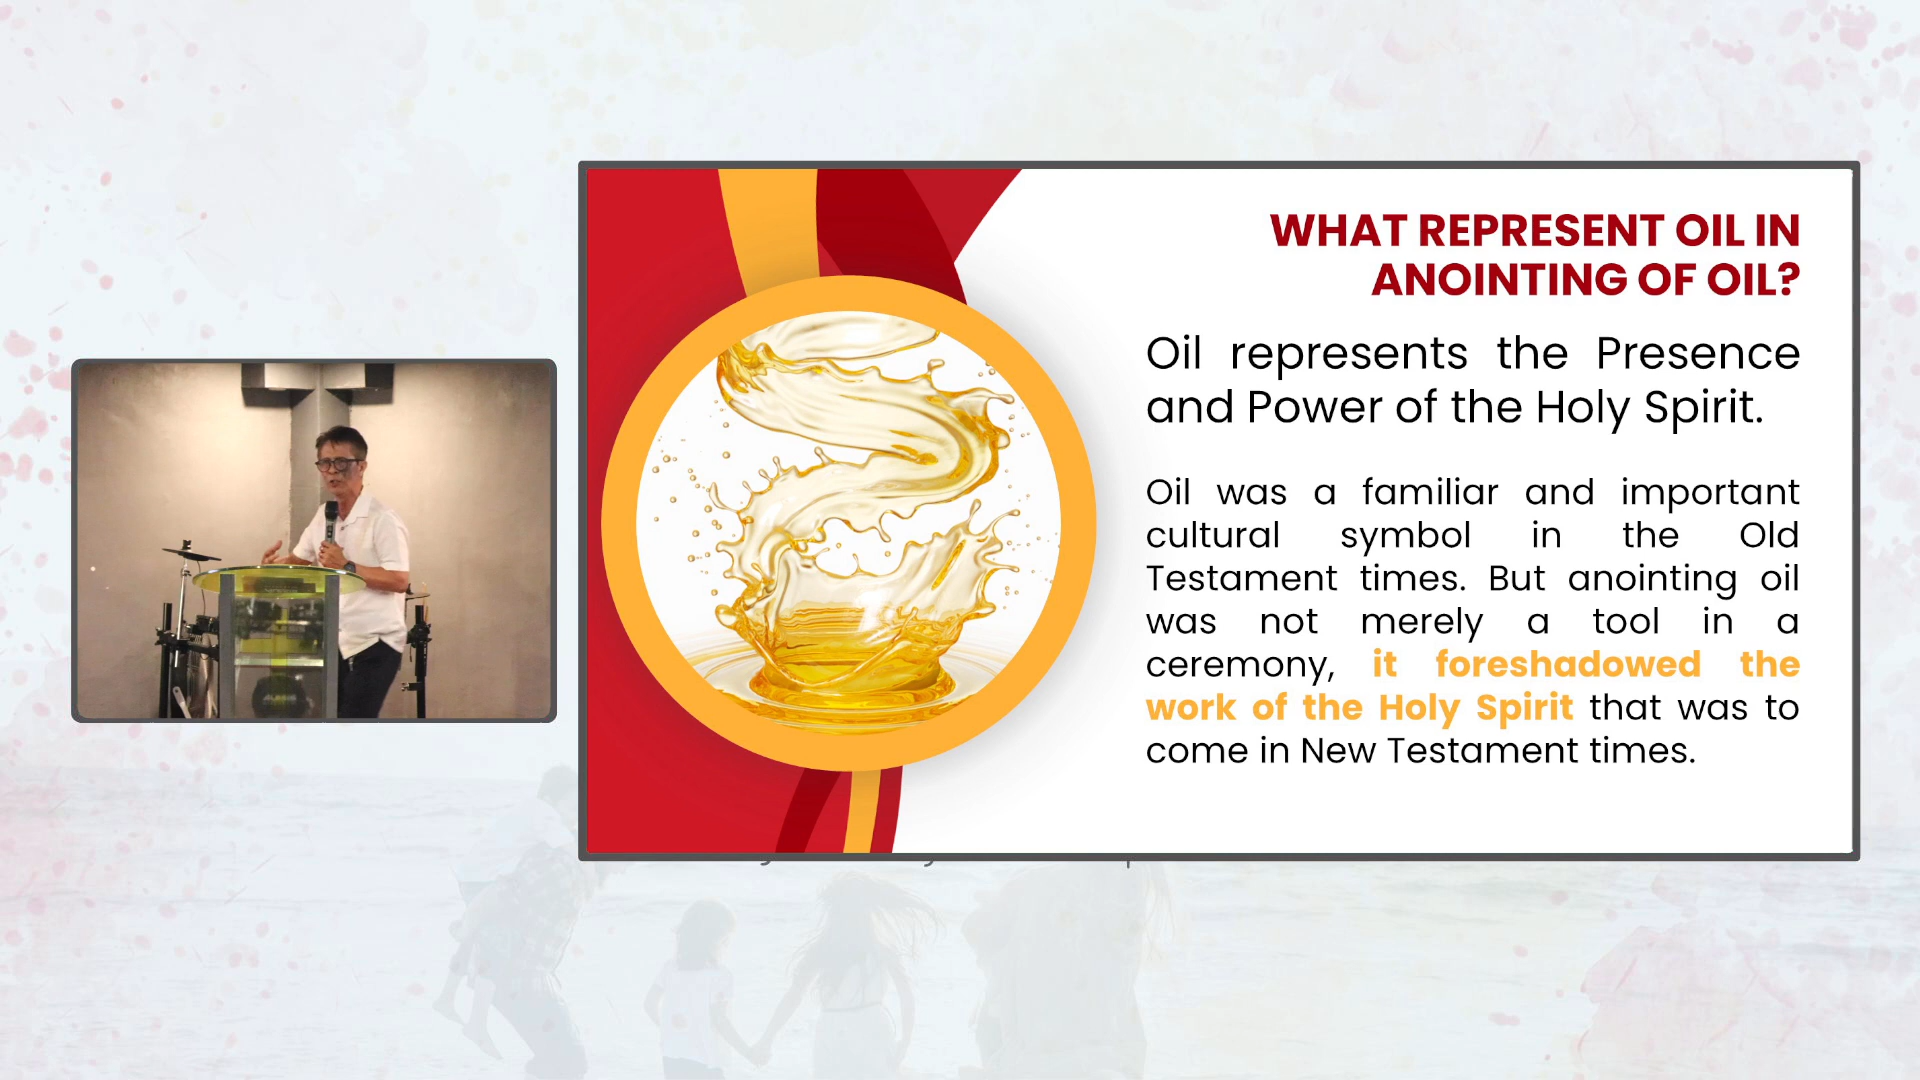 WHAT REPRESENT OIL IN
ANOINTING OF OIL?
Oil represents the Presence
and Power of the Holy Spirit.
Oil was a familiar and important
cultural symbol in the Old
Testament times. But anointing oil
was not merely a tool in a
ceremony, it foreshadowed the
work of the Holy Spirit that was to
come in New Testament times.